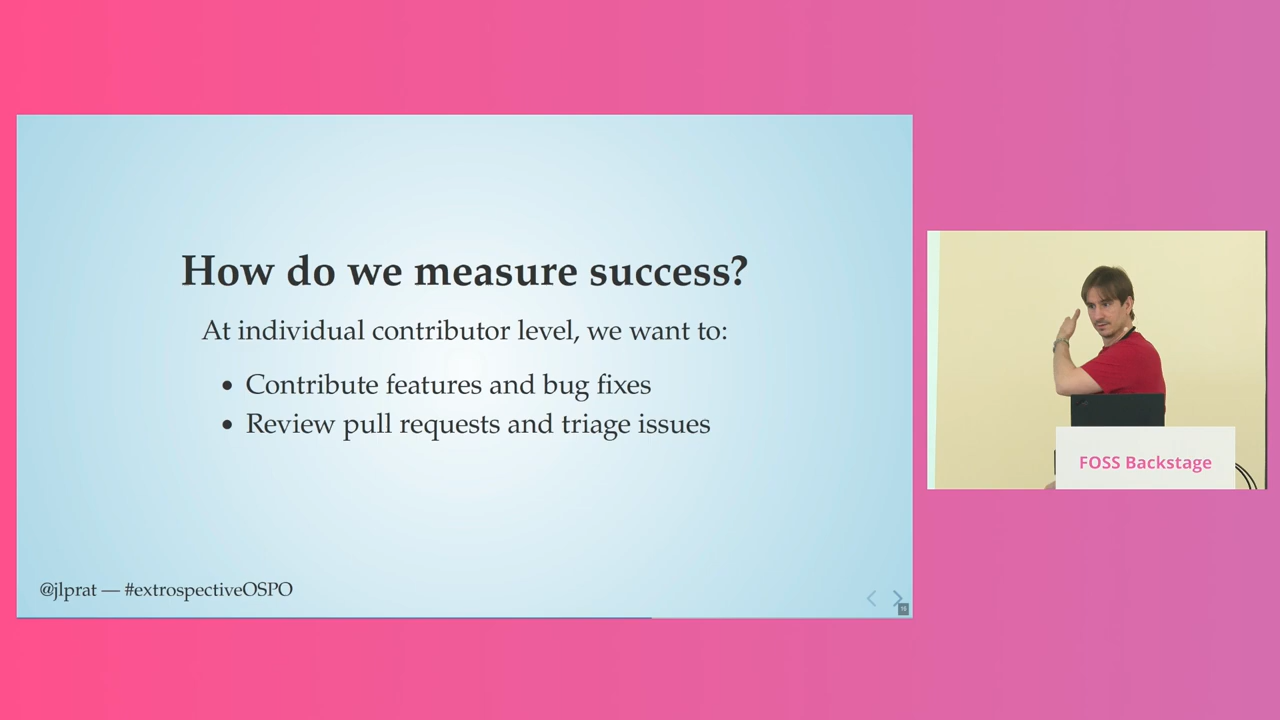 How do we measure success?
At individual contributor level, we want to:
• Contribute features and bug fixes
• Review pull requests and triage issues
@jlprat — #extrospectiveOSPO
16
FOSS Backstage